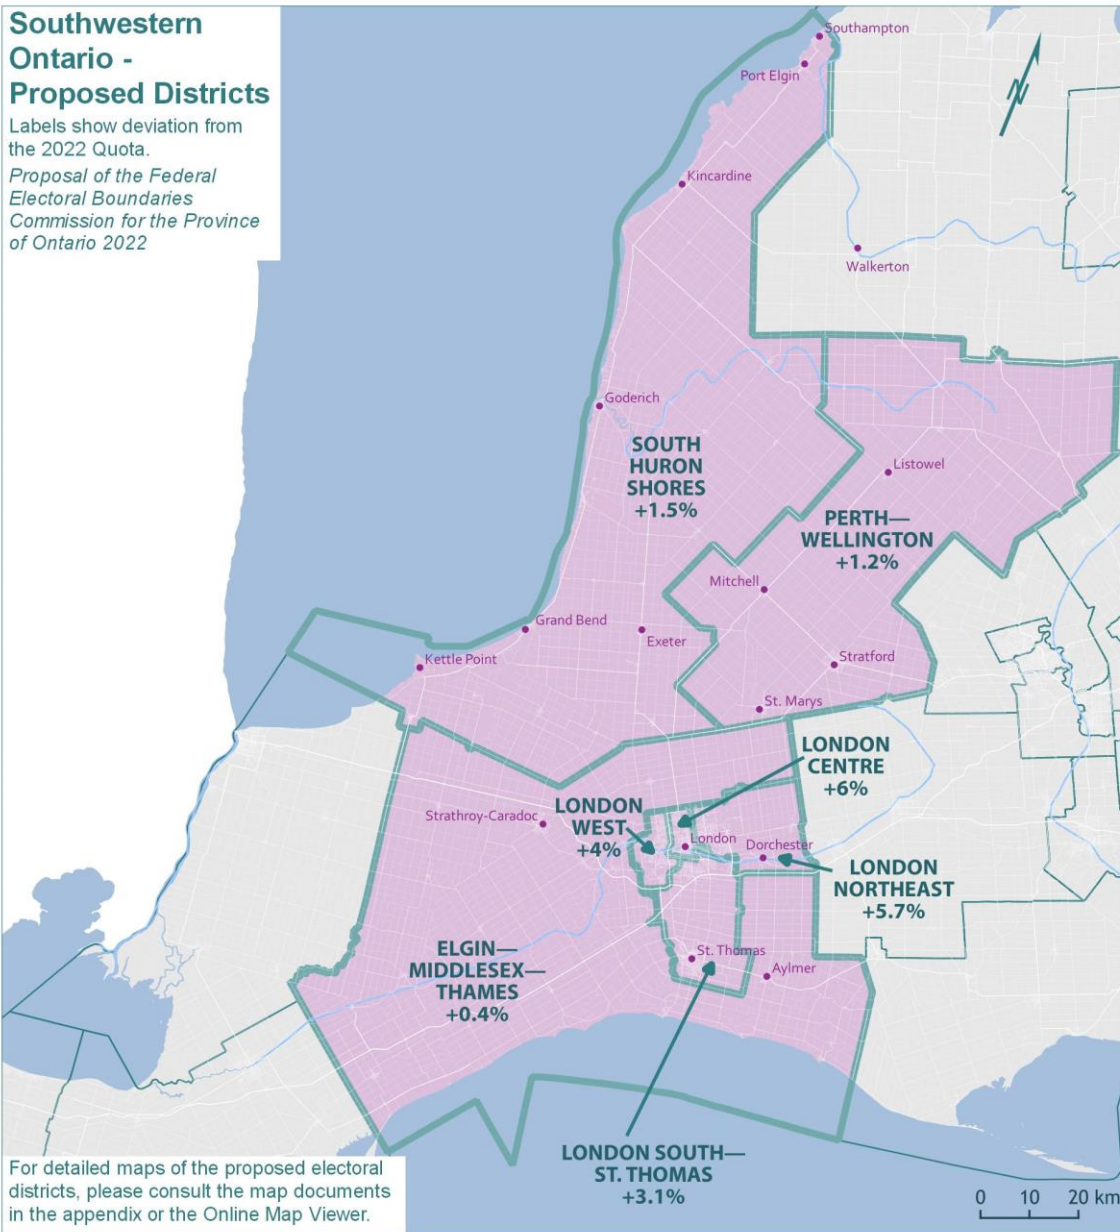 Southwestern
Ontario -
Proposed Districts
Labels show deviation from
the 2022 Quota.
Proposal of the Federal
Electoral Boundaries
Commission for the Province
of Ontario 2022
Southampton
Port Elgin
N
Kincardine
Walkerton
Goderich
SOUTH
HURON
SHORES
+1.5%
Listowel
PERTH—
WELLINGTON
+1.2%
Mitchell
Grand Bend
Exeter
Kettle Point
Stratford
St. Marys
LONDON
CENTRE
+6%
LONDON
WEST
+4%
Strathroy-Caradoc
London
Dorchester
LONDON
NORTHEAST
+5.7%
ELGIN—
MIDDLESEX—
THAMES
+0.4%
St. Thomas
Aylmer
LONDON SOUTH—
ST. THOMAS
+3.1%
For detailed maps of the proposed electoral
districts, please consult the map documents
in the appendix or the Online Map Viewer.
0 10 20 km